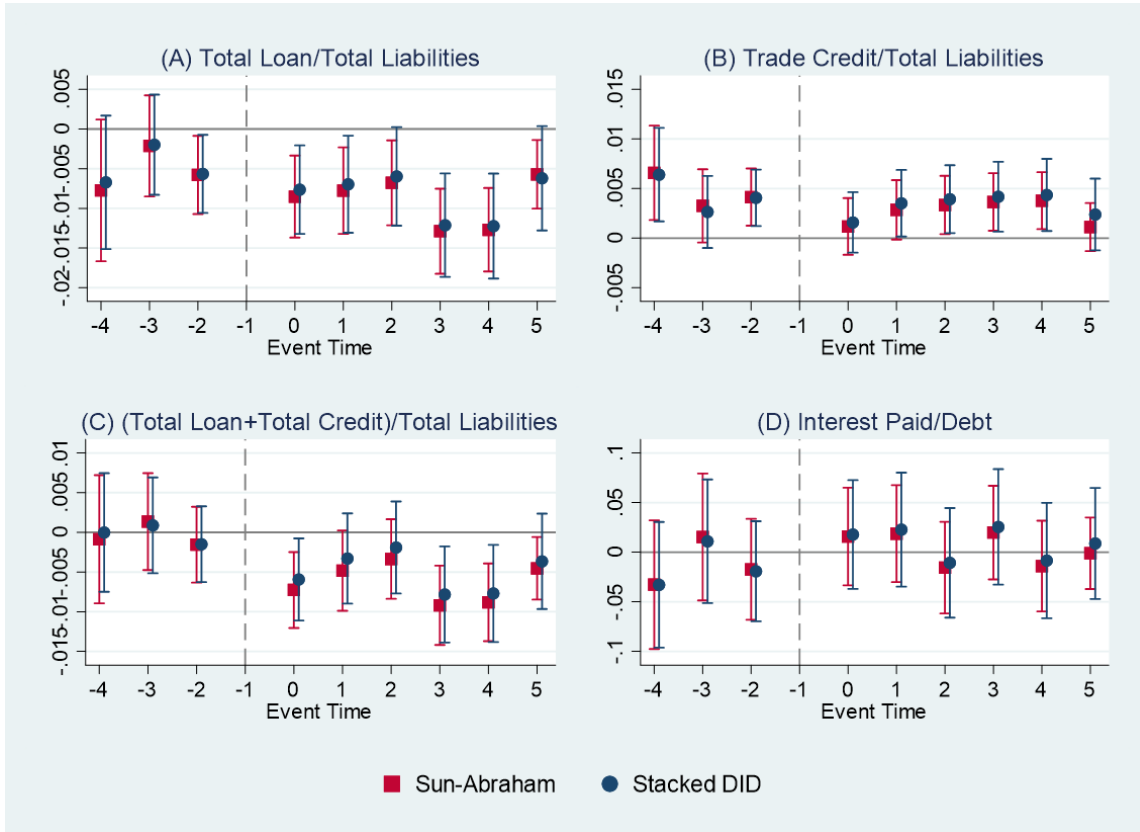 (A) Total Loan/Total Liabilities
.005
0
-.005
-.01
-.015
-.02
-4 -3 -2 -1 0 1 2 3 4 5
Event Time
(B) Trade Credit/Total Liabilities
.015
.01
.005
0
-.005
-4 -3 -2 -1 0 1 2 3 4 5
Event Time
(C) (Total Loan+Total Credit)/Total Liabilities
.01
.005
0
-.005
-.01
-.015
-4 -3 -2 -1 0 1 2 3 4 5
Event Time
(D) Interest Paid/Debt
.1
.05
0
-.05
-.1
-4 -3 -2 -1 0 1 2 3 4 5
Event Time
Sun-Abraham Stacked DID